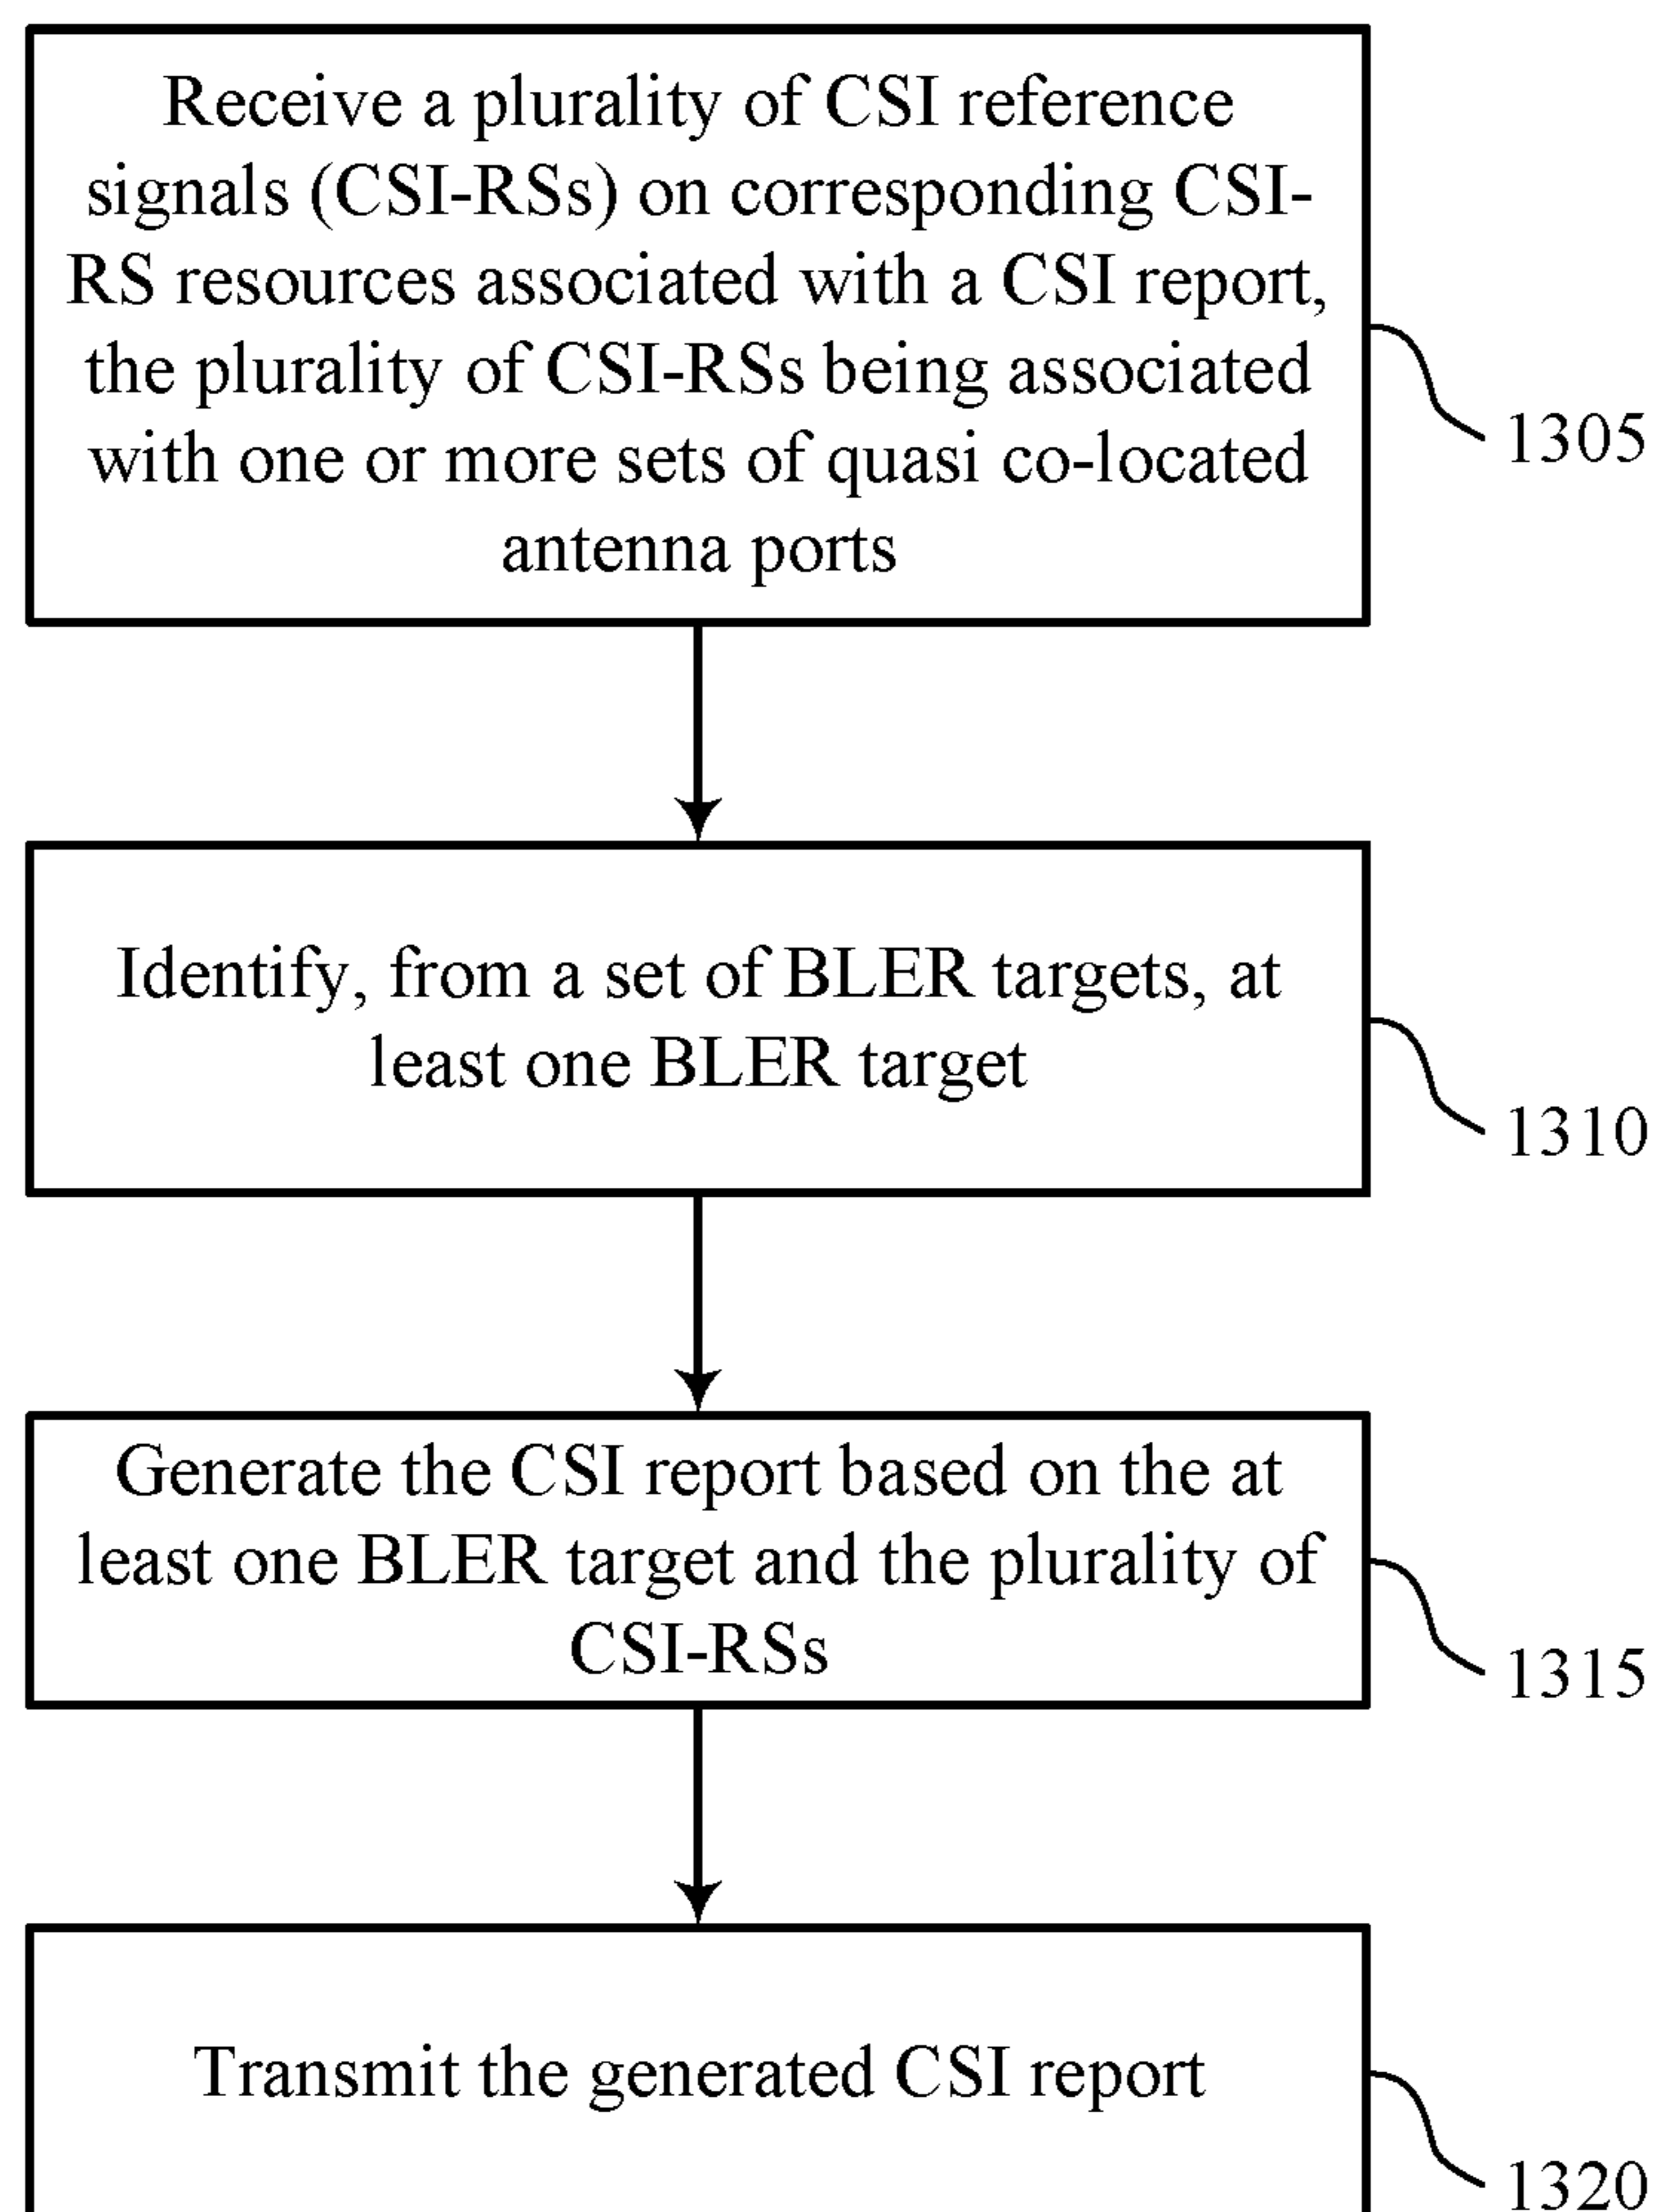 Receive a plurality of CSI reference
signals (CSI-RSs) on corresponding CSI-
RS resources associated with a CSI report,
the plurality of CSI-RSs being associated
with one or more sets of quasi co-located
antenna ports
1305
Identify, from a set of BLER targets, at
least one BLER target
1310
Generate the CSI report based on the at
least one BLER target and the plurality of
CSI-RSs
1315
Transmit the generated CSI report
1320